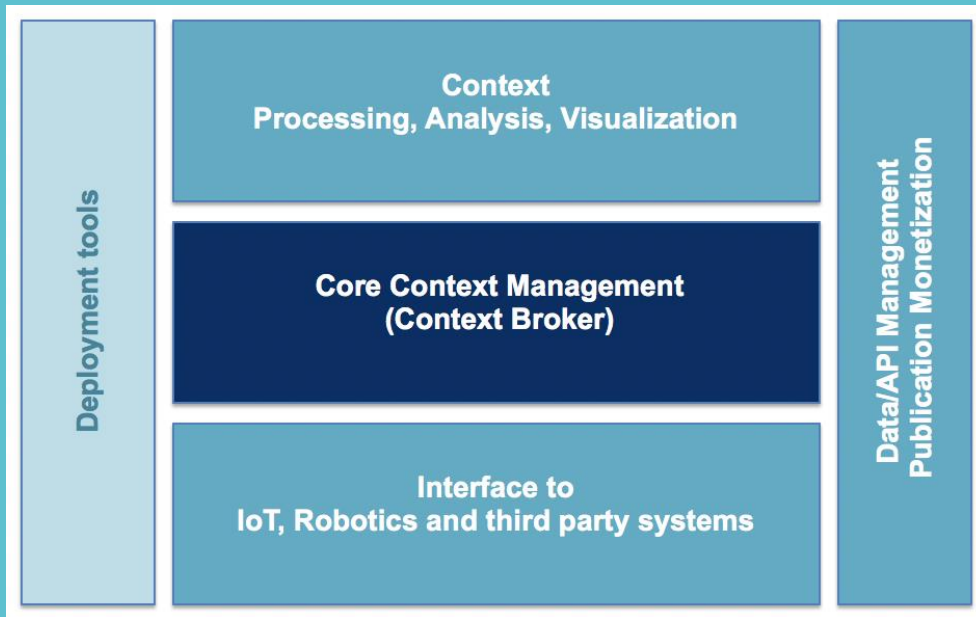 Deployment tools
Context
Processing, Analysis, Visualization
Core Context Management
(Context Broker)
Interface to
IoT, Robotics and third party systems
Data/API Management
Publication Monetization